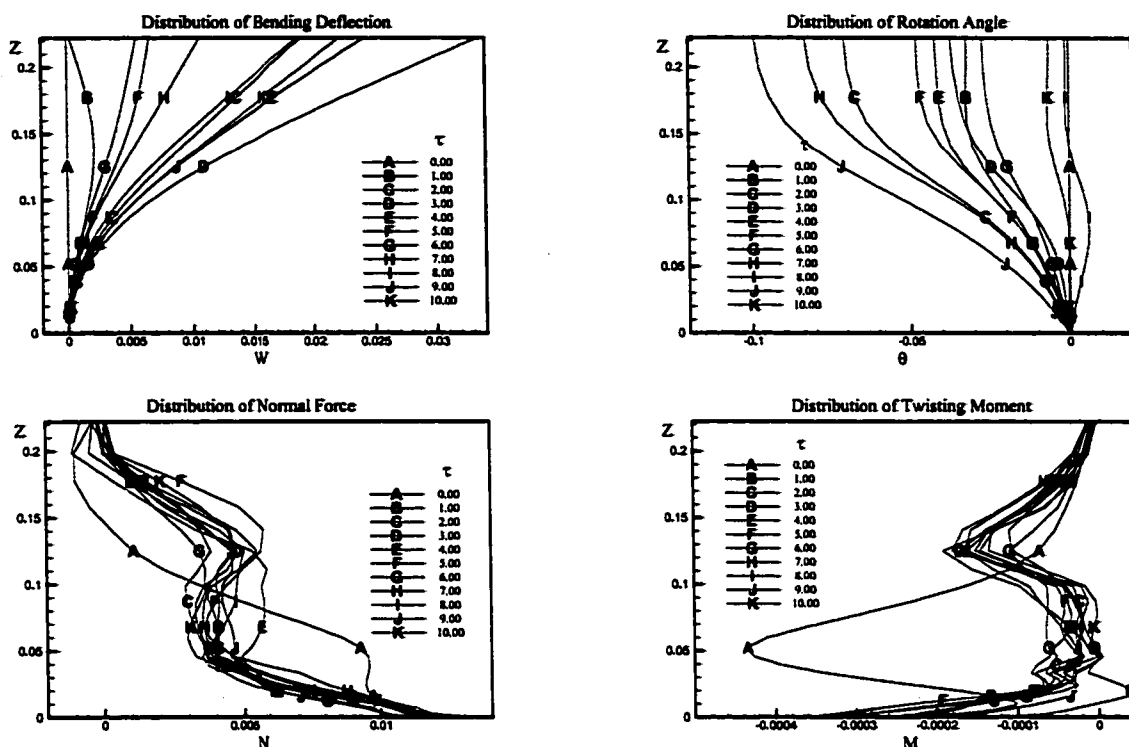 Distribution of Bending Deflection
Z
0.2
0.15
0.1
0.05
0
0 0.005 0.01 0.015 0.02 0.025 0.03
W
τ
A 0.00
B 1.00
C 2.00
D 3.00
E 4.00
F 5.00
G 6.00
H 7.00
I 8.00
J 9.00
K 10.00
Distribution of Rotation Angle
Z
0.2
0.15
0.1
0.05
0
-0.1 -0.05 0
θ
τ
A 0.00
B 1.00
C 2.00
D 3.00
E 4.00
F 5.00
G 6.00
H 7.00
I 8.00
J 9.00
K 10.00
Distribution of Normal Force
Z
0.2
0.15
0.1
0.05
0
0 0.005 0.01
N
τ
A 0.00
B 1.00
C 2.00
D 3.00
E 4.00
F 5.00
G 6.00
H 7.00
I 8.00
J 9.00
K 10.00
Distribution of Twisting Moment
Z
0.2
0.15
0.1
0.05
0
-0.0004 -0.0003 -0.0002 -0.0001 0
M
τ
A 0.00
B 1.00
C 2.00
D 3.00
E 4.00
F 5.00
G 6.00
H 7.00
I 8.00
J 9.00
K 10.00